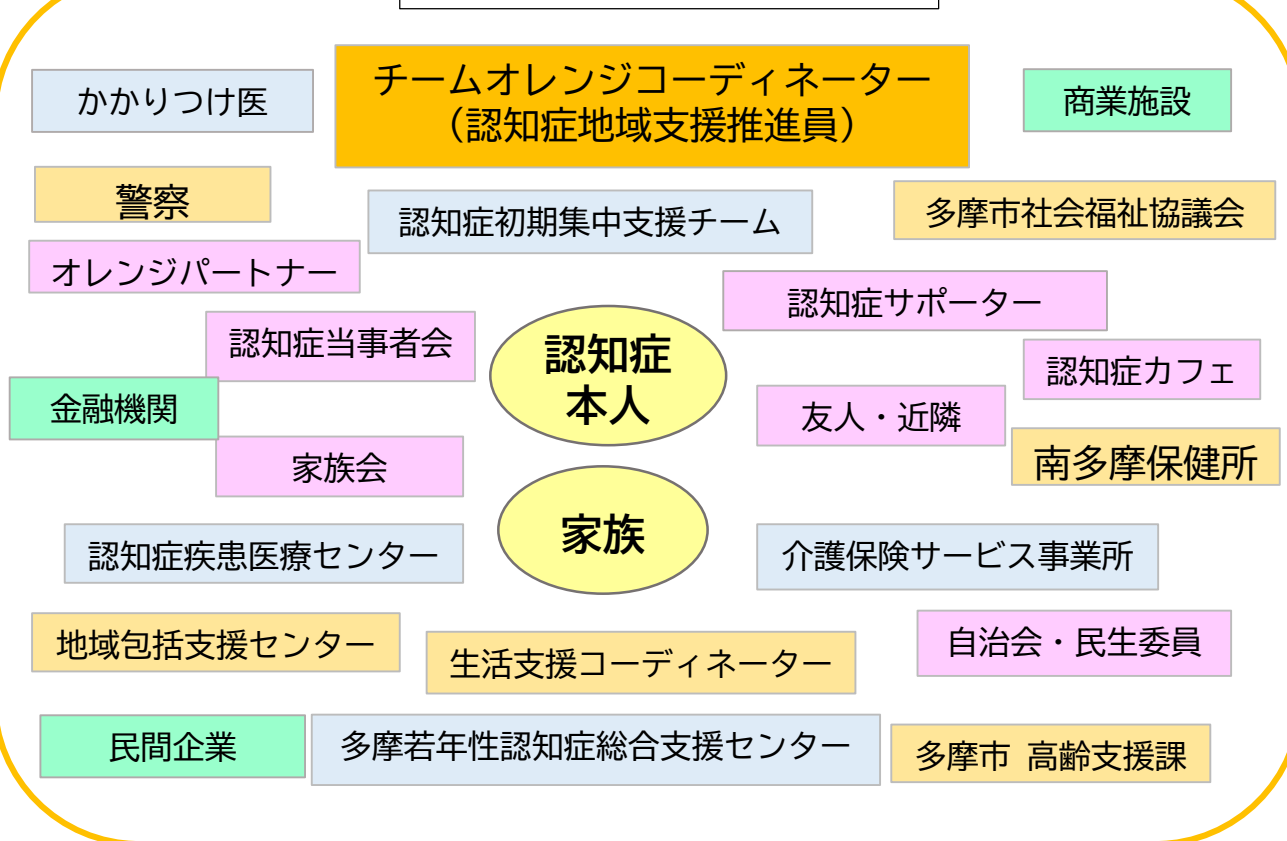 チームオレンジコーディネーター
（認知症地域支援推進員）
かかりつけ医
商業施設
警察
認知症初期集中支援チーム
多摩市社会福祉協議会
オレンジパートナー
認知症サポーター
認知症当事者会
認知症
本人
認知症カフェ
金融機関
友人・近隣
家族会
南多摩保健所
家族
認知症疾患医療センター
介護保険サービス事業所
地域包括支援センター
生活支援コーディネーター
自治会・民生委員
民間企業
多摩若年性認知症総合支援センター
多摩市 高齢支援課